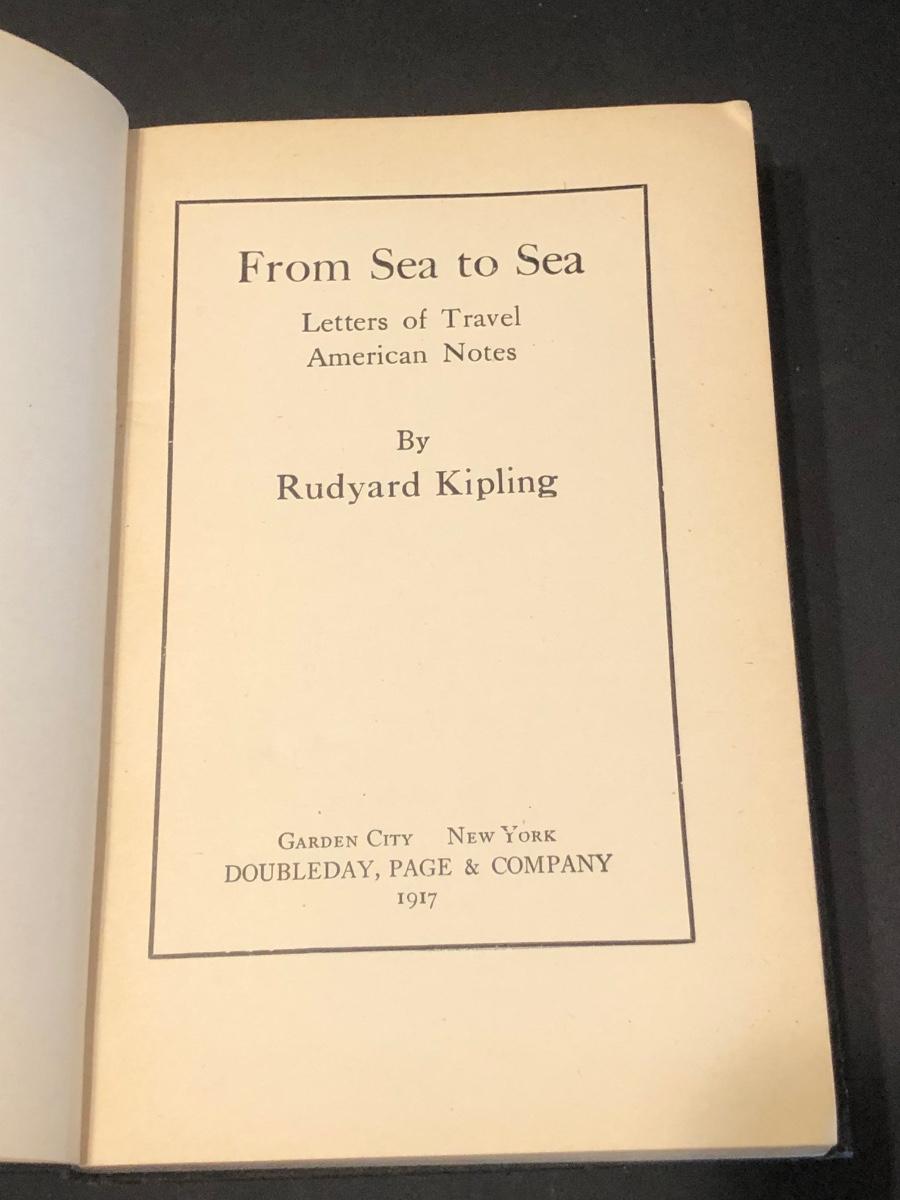 From Sea to Sea
Letters of Travel
American Notes
By
Rudyard Kipling
Garden City New York
DOUBLEDAY, PAGE & COMPANY
1917